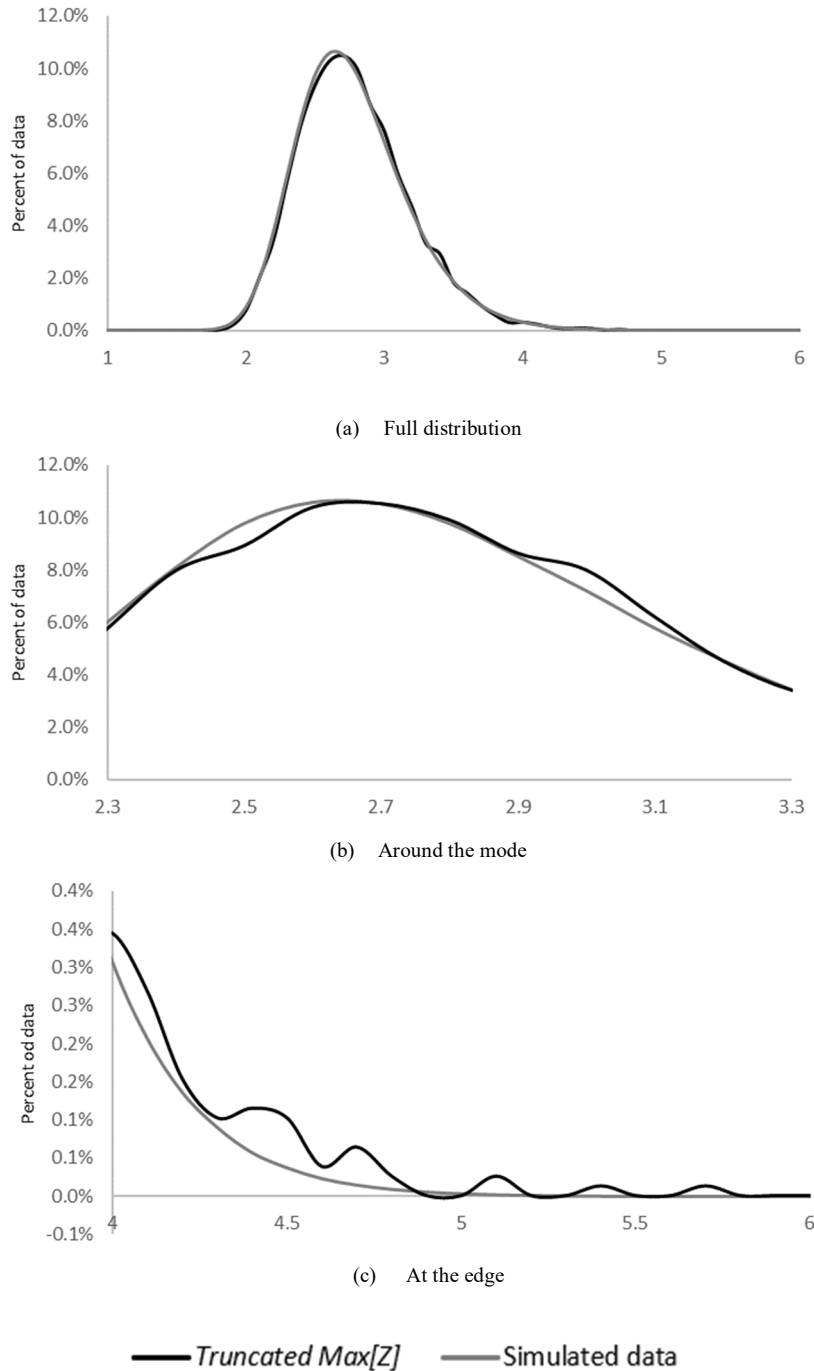 12.0%
10.0%
8.0%
6.0%
4.0%
2.0%
0.0%
Percent of data
1 2 3 4 5 6
(a) Full distribution
12.0%
10.0%
8.0%
6.0%
4.0%
2.0%
0.0%
Percent of data
2.3 2.5 2.7 2.9 3.1 3.3
(b) Around the mode
0.4%
0.4%
0.3%
0.3%
0.2%
0.2%
0.1%
0.1%
0.0%
-0.1%
Percent od data
4 4.5 5 5.5 6
(c) At the edge
Truncated Max[Z] Simulated data